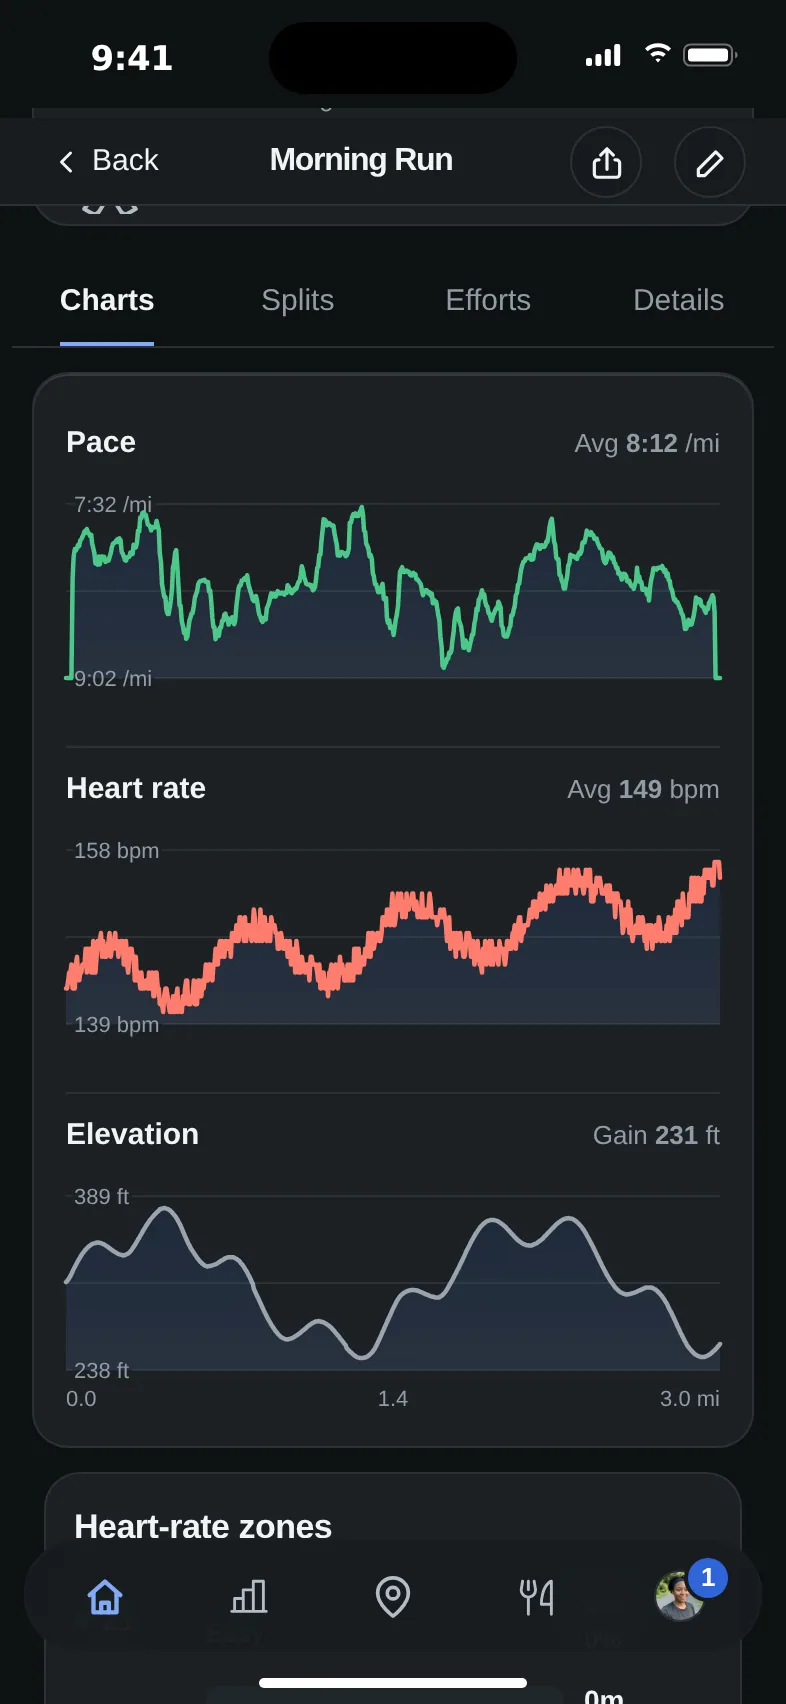 9:41
Back
Morning Run
Charts
Splits
Efforts
Details
Pace
Avg 8:12 /mi
7:32 /mi
9:02 /mi
Heart rate
Avg 149 bpm
158 bpm
139 bpm
Elevation
Gain 231 ft
389 ft
238 ft
0.0
1.4
3.0 mi
Heart-rate zones
1
0m